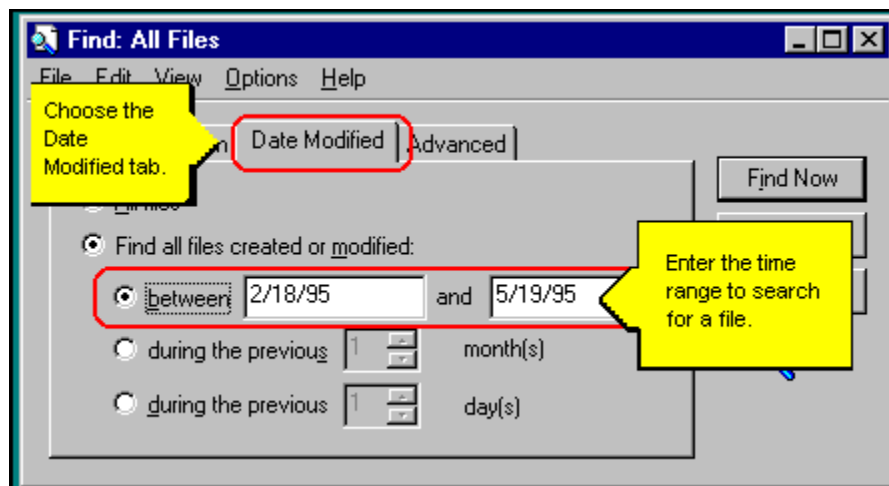 Find: All Files
File Edit View Options Help
Choose the
Date
Modified tab.
Date Modified
Advanced
Find Now
Find all files created or modified:
between 2/18/95 and 5/19/95
Enter the time
range to search
for a file.
during the previous 1 month(s)
during the previous 1 day(s)